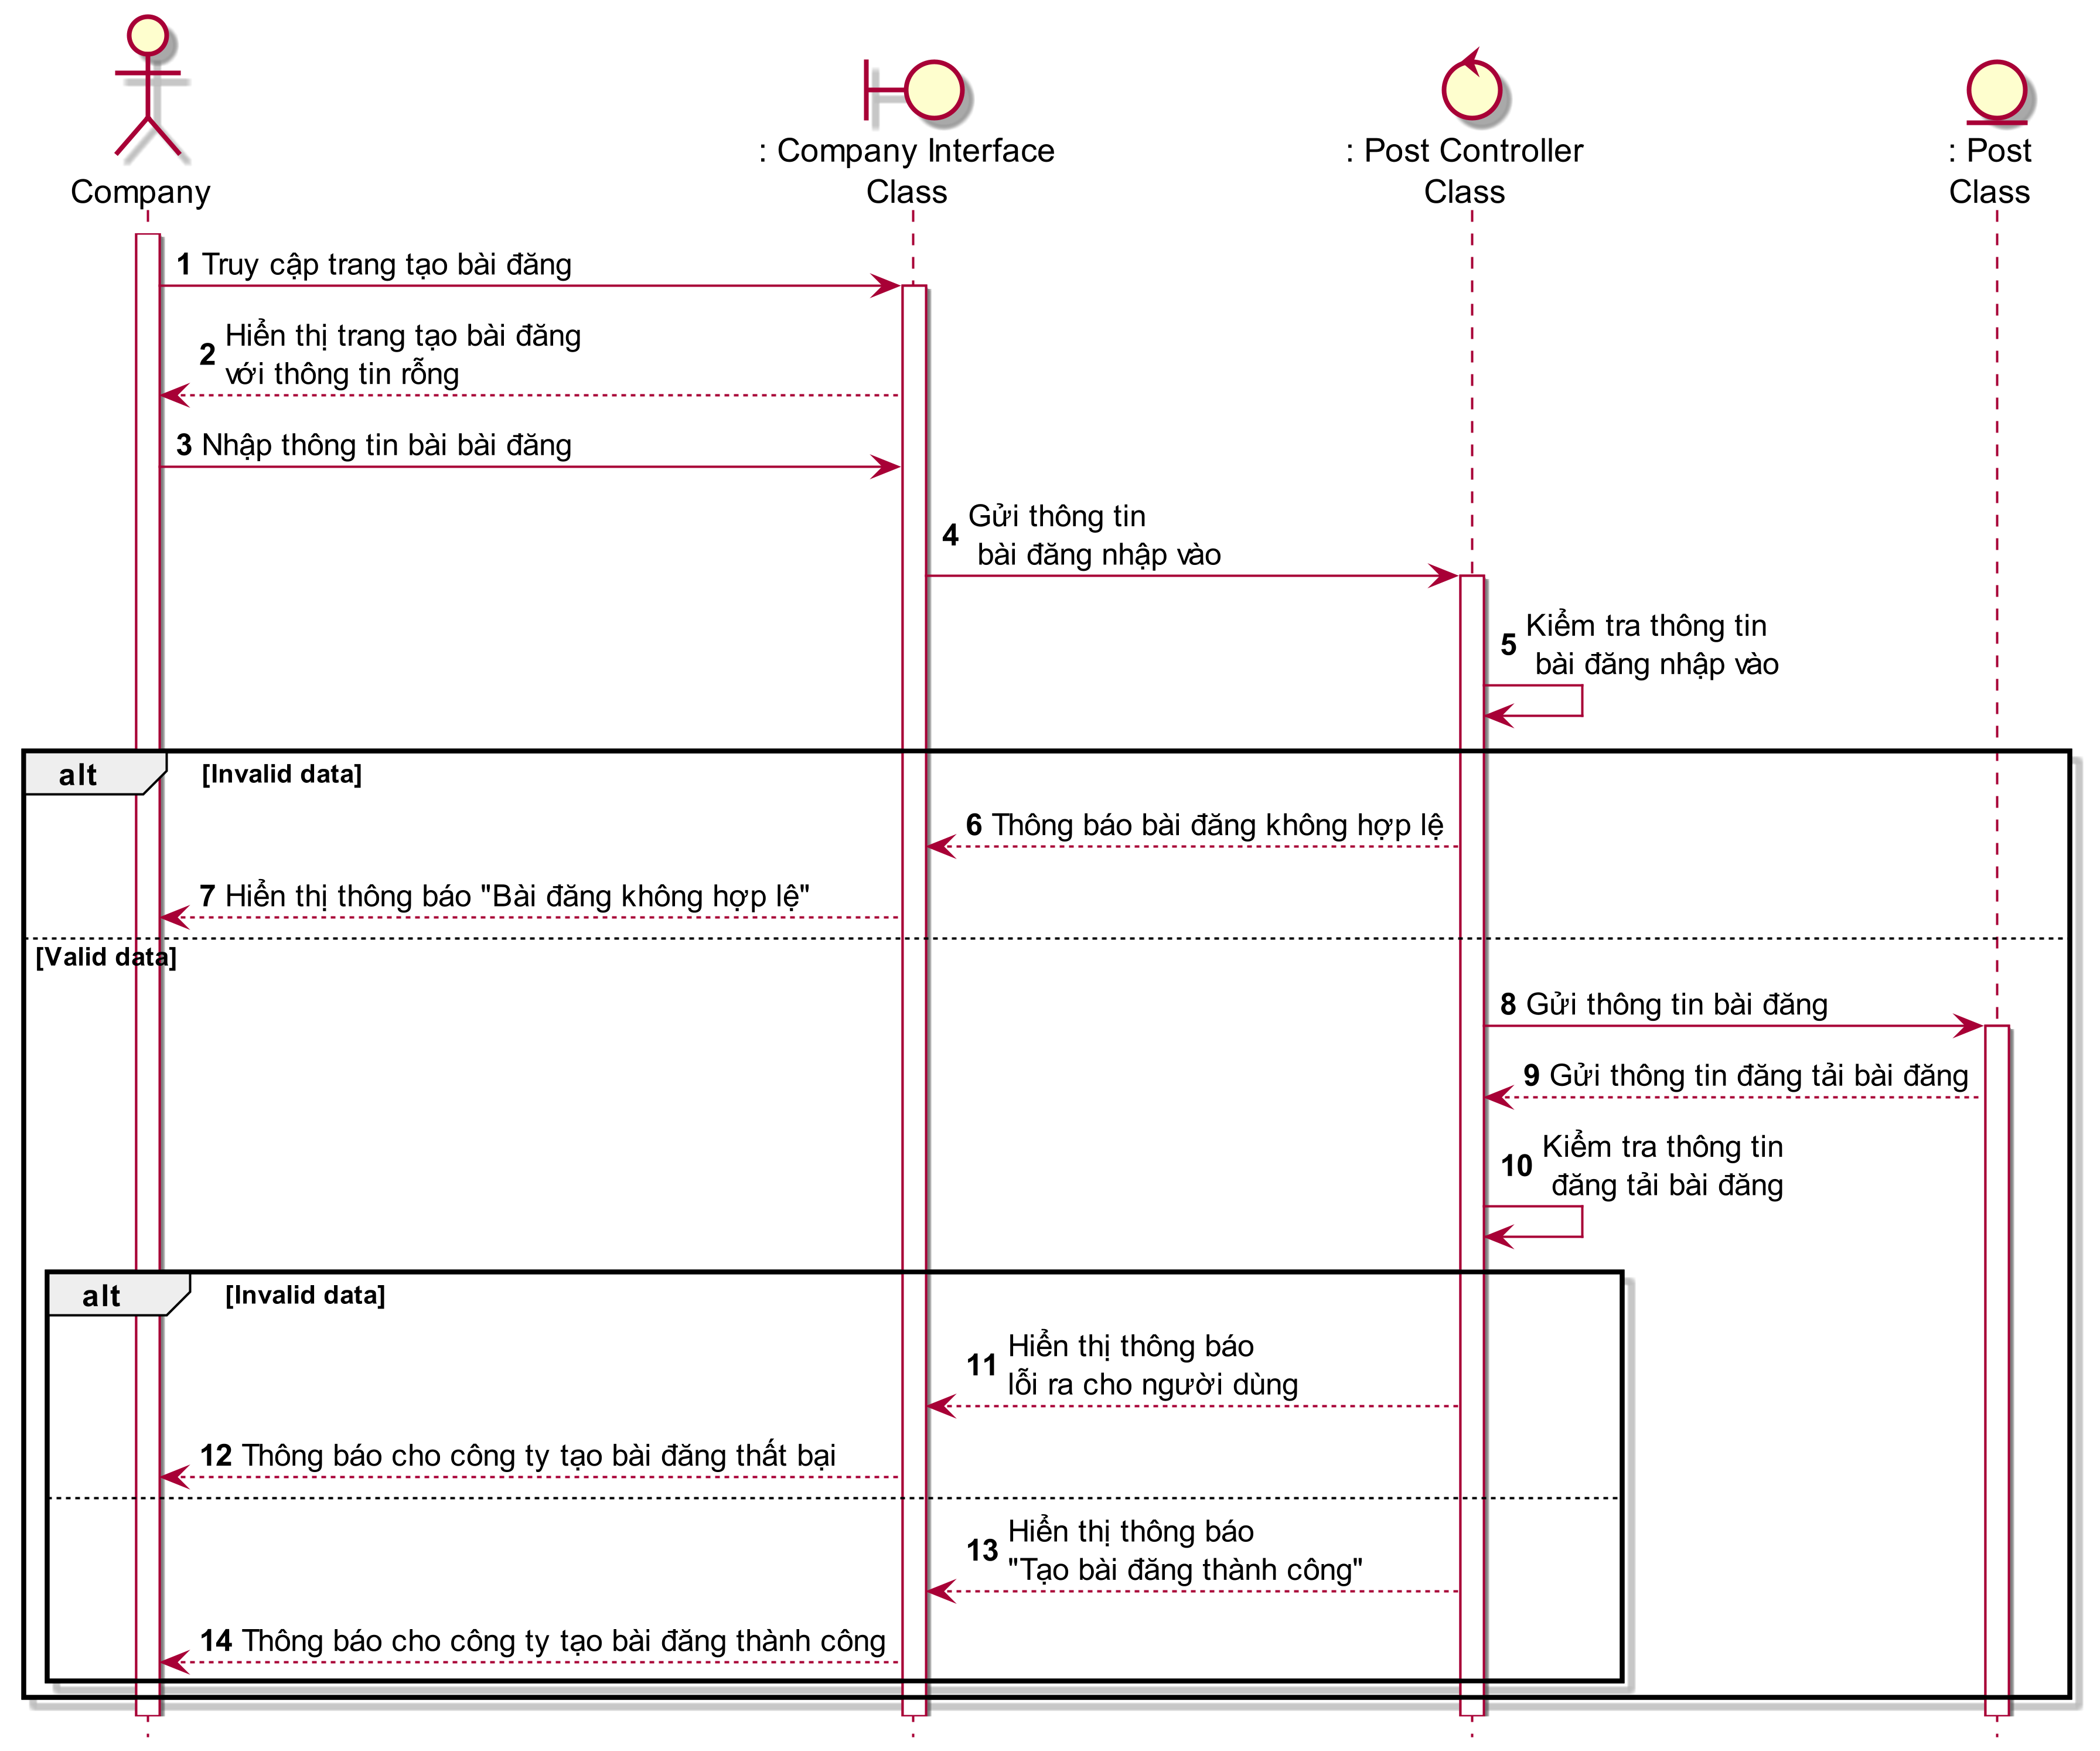 Company
: Company Interface
Class
: Post Controller
Class
: Post
Class
1 Truy cập trang tạo bài đăng
2 Hiển thị trang tạo bài đăng
với thông tin rỗng
3 Nhập thông tin bài bài đăng
4 Gửi thông tin
bài đăng nhập vào
5 Kiểm tra thông tin
bài đăng nhập vào
alt [Invalid data]
6 Thông báo bài đăng không hợp lệ
7 Hiển thị thông báo "Bài đăng không hợp lệ"
[Valid data]
8 Gửi thông tin bài đăng
9 Gửi thông tin đăng tải bài đăng
10 Kiểm tra thông tin
đăng tải bài đăng
alt [Invalid data]
11 Hiển thị thông báo
lỗi ra cho người dùng
12 Thông báo cho công ty tạo bài đăng thất bại
13 Hiển thị thông báo
"Tạo bài đăng thành công"
14 Thông báo cho công ty tạo bài đăng thành công